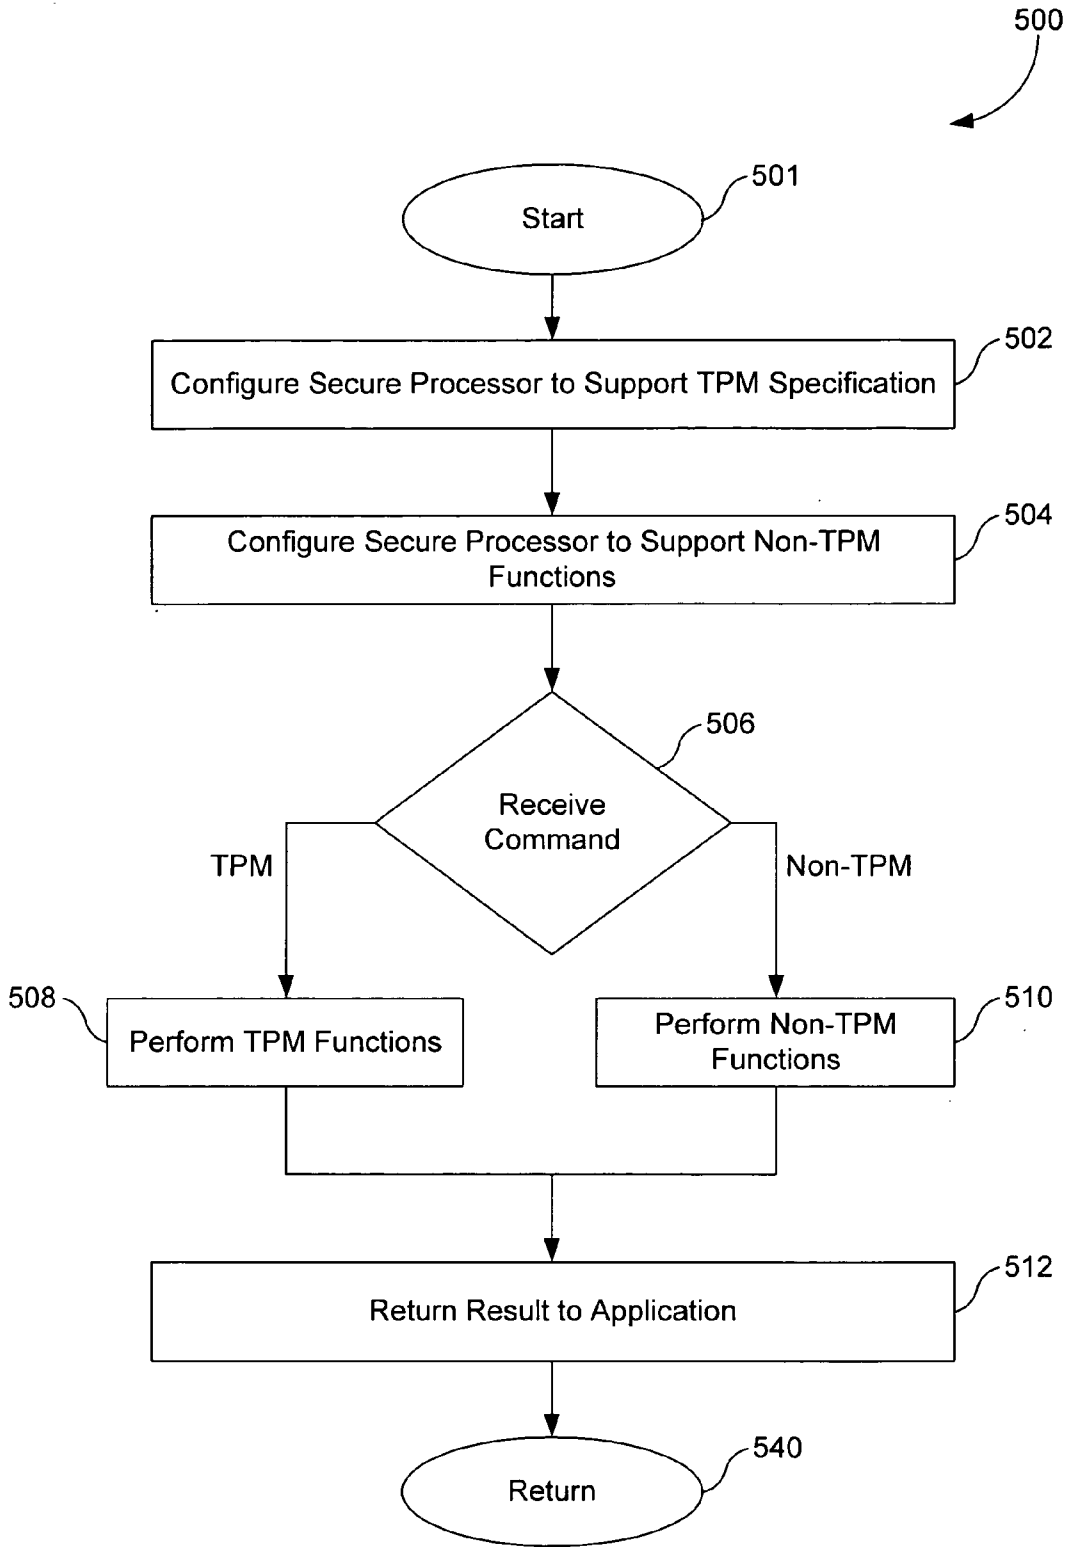 500
501
Start
502
Configure Secure Processor to Support TPM Specification
504
Configure Secure Processor to Support Non-TPM
Functions
506
Receive
Command
TPM
Non-TPM
508
Perform TPM Functions
510
Perform Non-TPM
Functions
512
Return Result to Application
540
Return